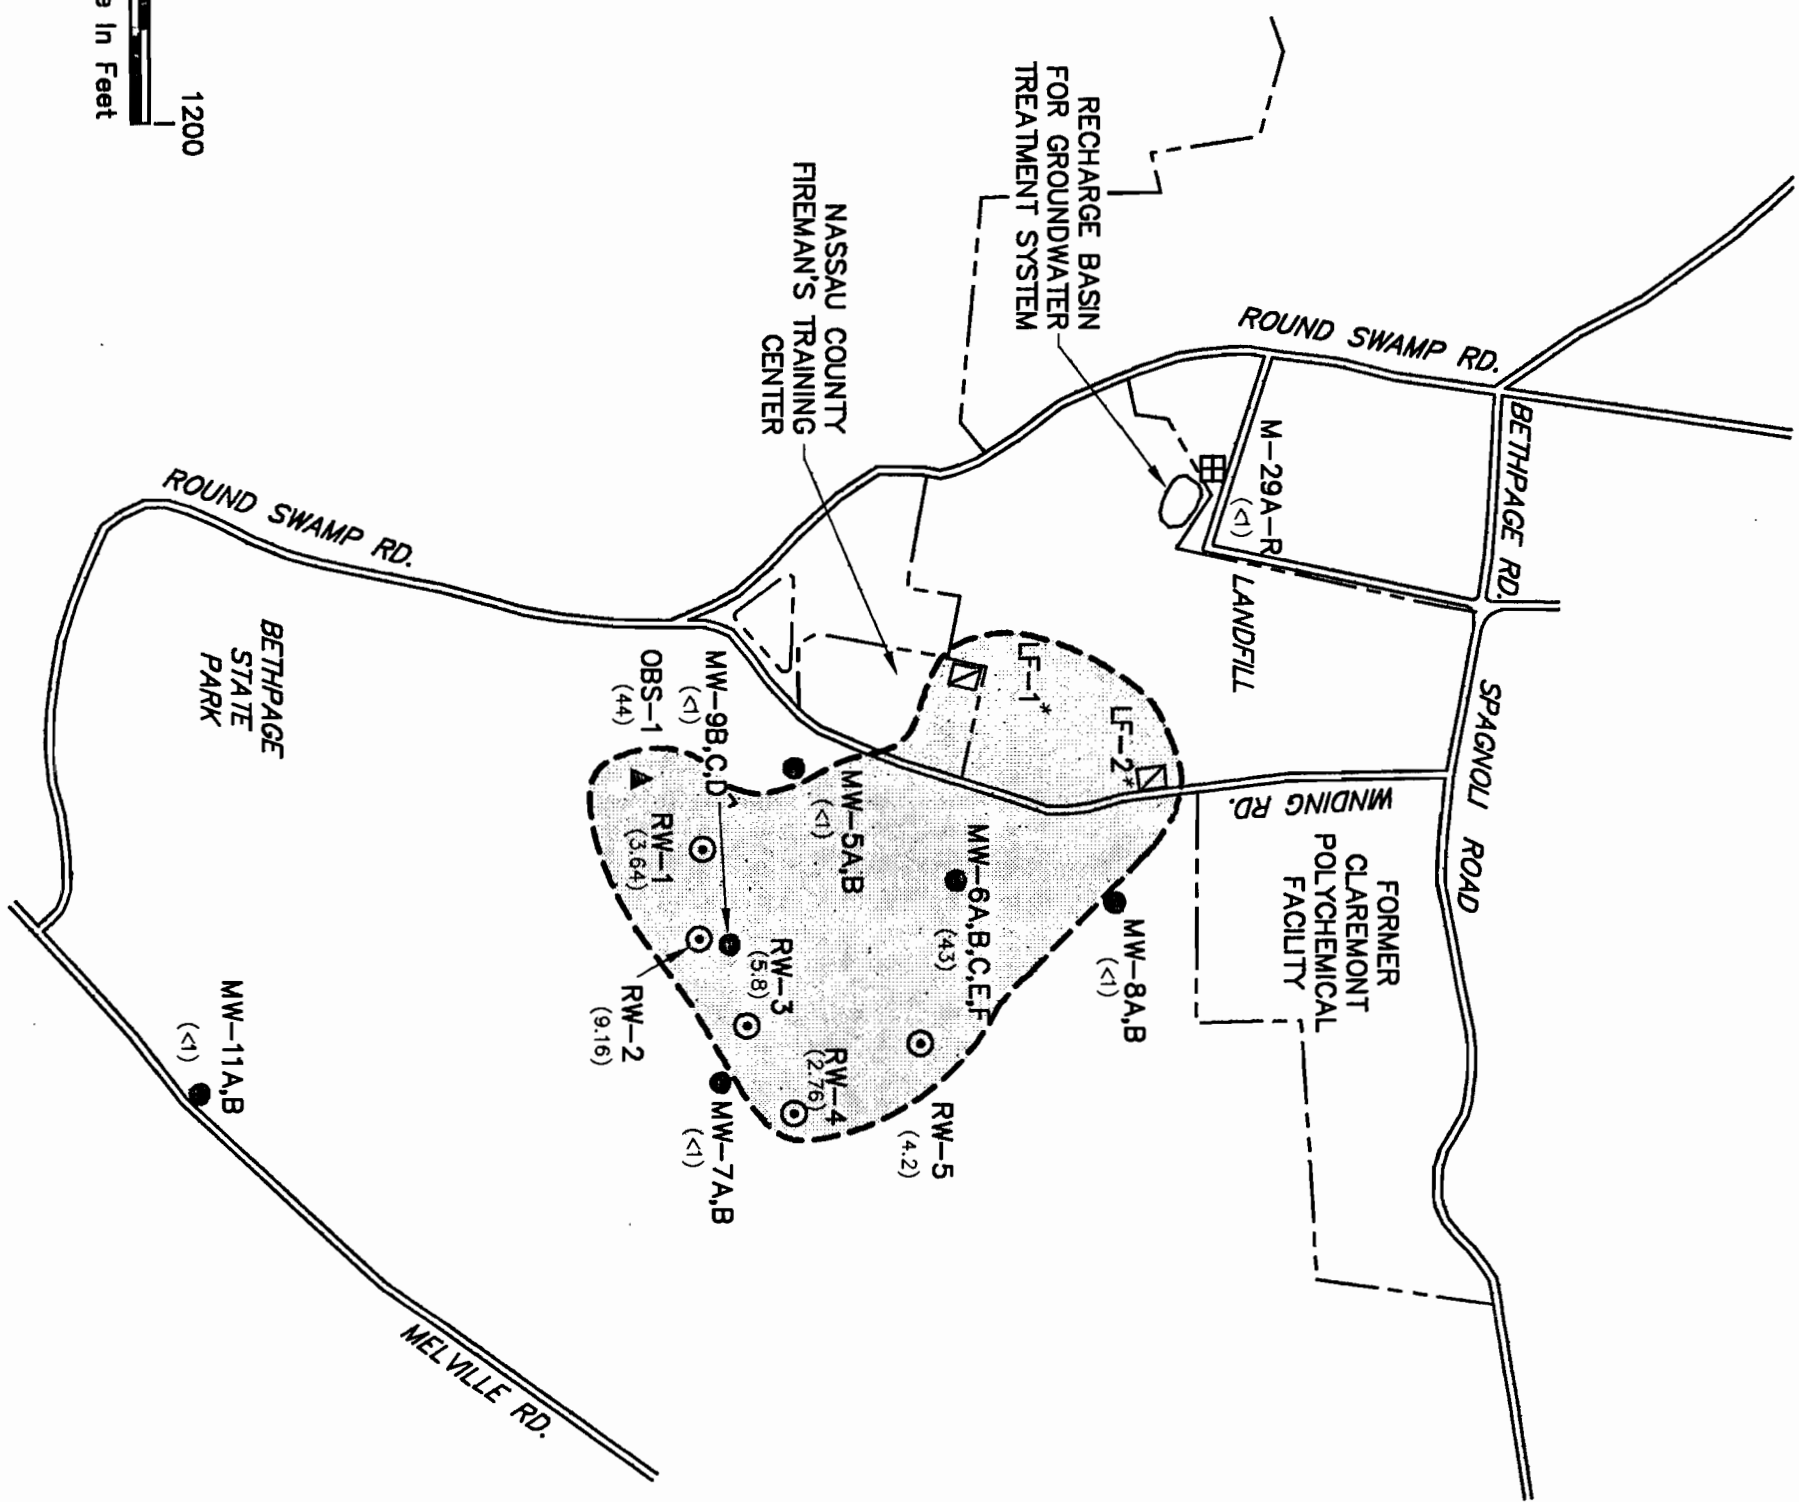 1200
e In Feet
RECHARGE BASIN
FOR GROUNDWATER
TREATMENT SYSTEM
NASSAU COUNTY
FIREMAN'S TRAINING
CENTER
ROUND SWAMP RD.
BETHPAGE RD.
M-29A-R
(<1)
LANDFILL
SPAGNOLI ROAD
ROUND SWAMP RD.
BETHPAGE
STATE
PARK
LF-1*
LF-2*
WINDING RD.
FORMER
CLAREMONT
POLYCHEMICAL
FACILITY
MW-9B,C,D
(<1)
OBS-1
(44)
MW-5A,B
(<1)
MW-6A,B,C,E,F
(43)
MW-8A,B
(<1)
RW-1
(3.64)
RW-3
(5.8)
RW-2
(9.16)
RW-4
(2.76)
RW-5
(4.2)
MW-7A,B
(<1)
MW-11A,B
(<1)
MELVILLE RD.